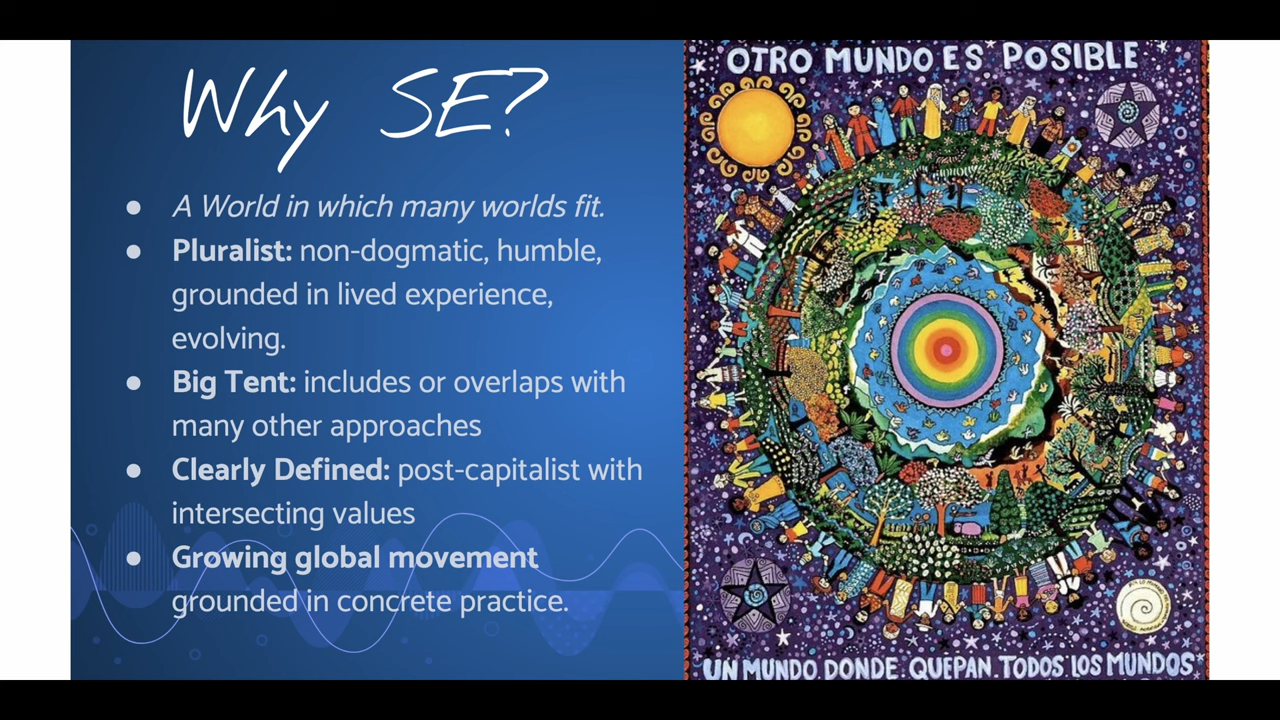 Why SE?
● A World in which many worlds fit.
● Pluralist: non-dogmatic, humble,
grounded in lived experience,
evolving.
● Big Tent: includes or overlaps with
many other approaches
● Clearly Defined: post-capitalist with
intersecting values
● Growing global movement
grounded in concrete practice.
OTRO MUNDO ES POSIBLE
UN MUNDO DONDE QUEPAN TODOS LOS MUNDOS